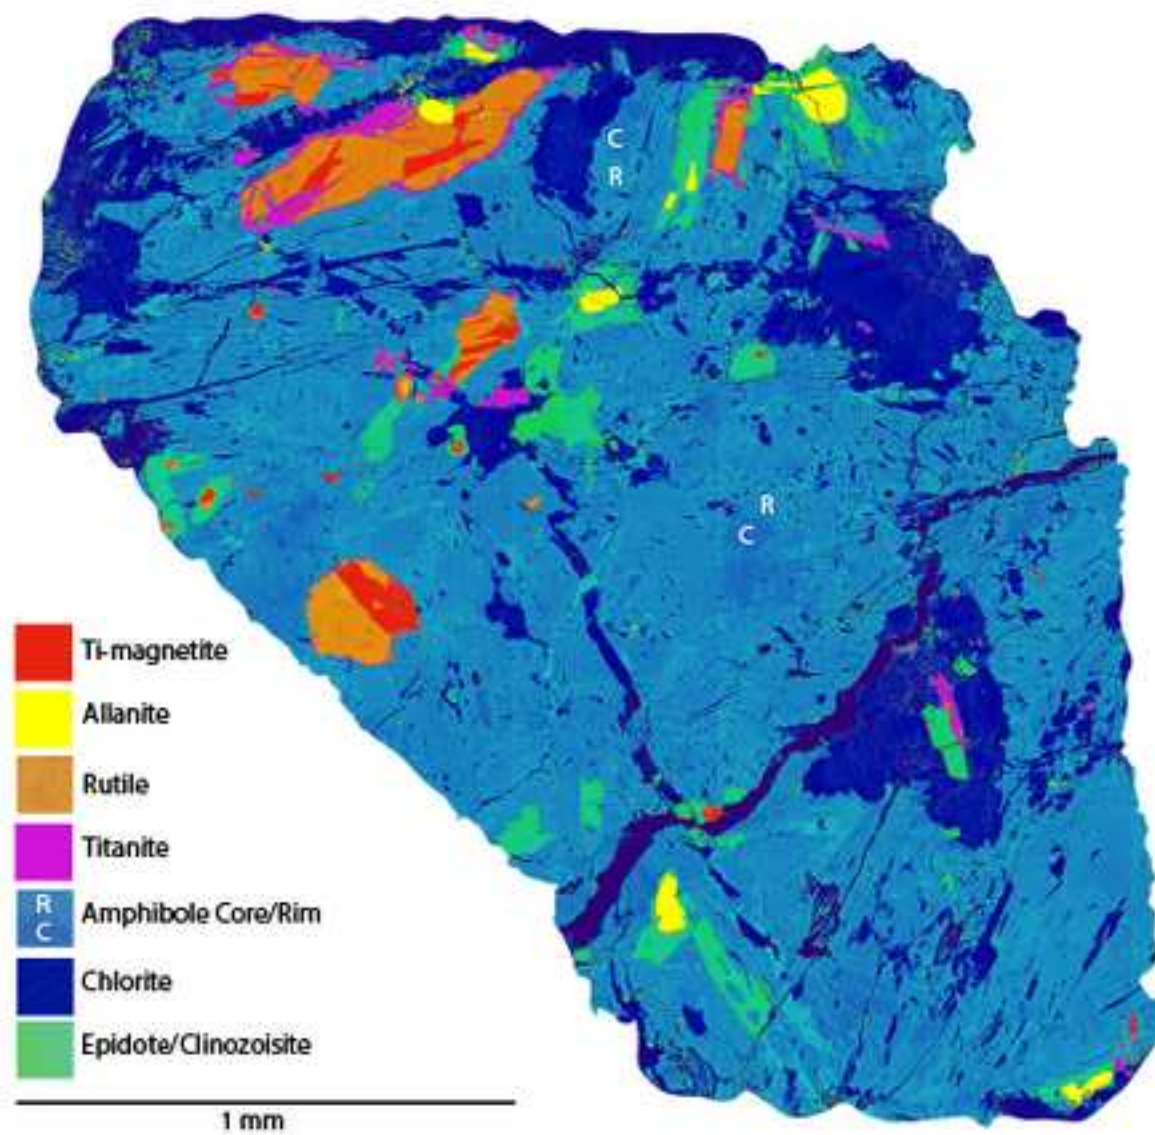 C
R
R
C
Ti-magnetite
Allanite
Rutile
Titanite
R
C
Amphibole Core/Rim
Chlorite
Epidote/Clinozoisite
1 mm